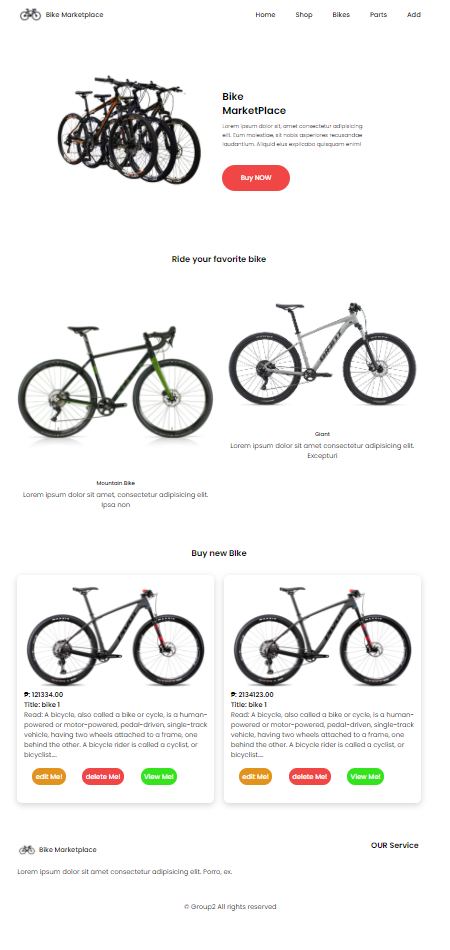 Bike Marketplace
Home Shop Bikes Parts Add
Bike
MarketPlace
Lorem ipsum dolor sit, amet consectetur adipisicing
elit. Eum molestiae, sit nobis asperiores recusandae
laudantium. Aliquid eius explicabo quisquam enim!
Buy NOW
Ride your favorite bike
GIANT
Giant
Lorem ipsum dolor sit amet consectetur adipisicing elit.
Excepturi
Mountain Bike
Lorem ipsum dolor sit amet, consectetur adipisicing elit.
Ipsa non
Buy new Bike
₱: 121334.00
Title: bike 1
Read: A bicycle, also called a bike or cycle, is a human-
powered or motor-powered, pedal-driven, single-track
vehicle, having two wheels attached to a frame, one
behind the other. A bicycle rider is called a cyclist, or
bicyclist....
edit Me! delete Me! View Me!
₱: 2134123.00
Title: bike 1
Read: A bicycle, also called a bike or cycle, is a human-
powered or motor-powered, pedal-driven, single-track
vehicle, having two wheels attached to a frame, one
behind the other. A bicycle rider is called a cyclist, or
bicyclist....
edit Me! delete Me! View Me!
Bike Marketplace
Lorem ipsum dolor sit amet consectetur adipisicing elit. Porro, ex.
OUR Service
© Group2 All rights reserved